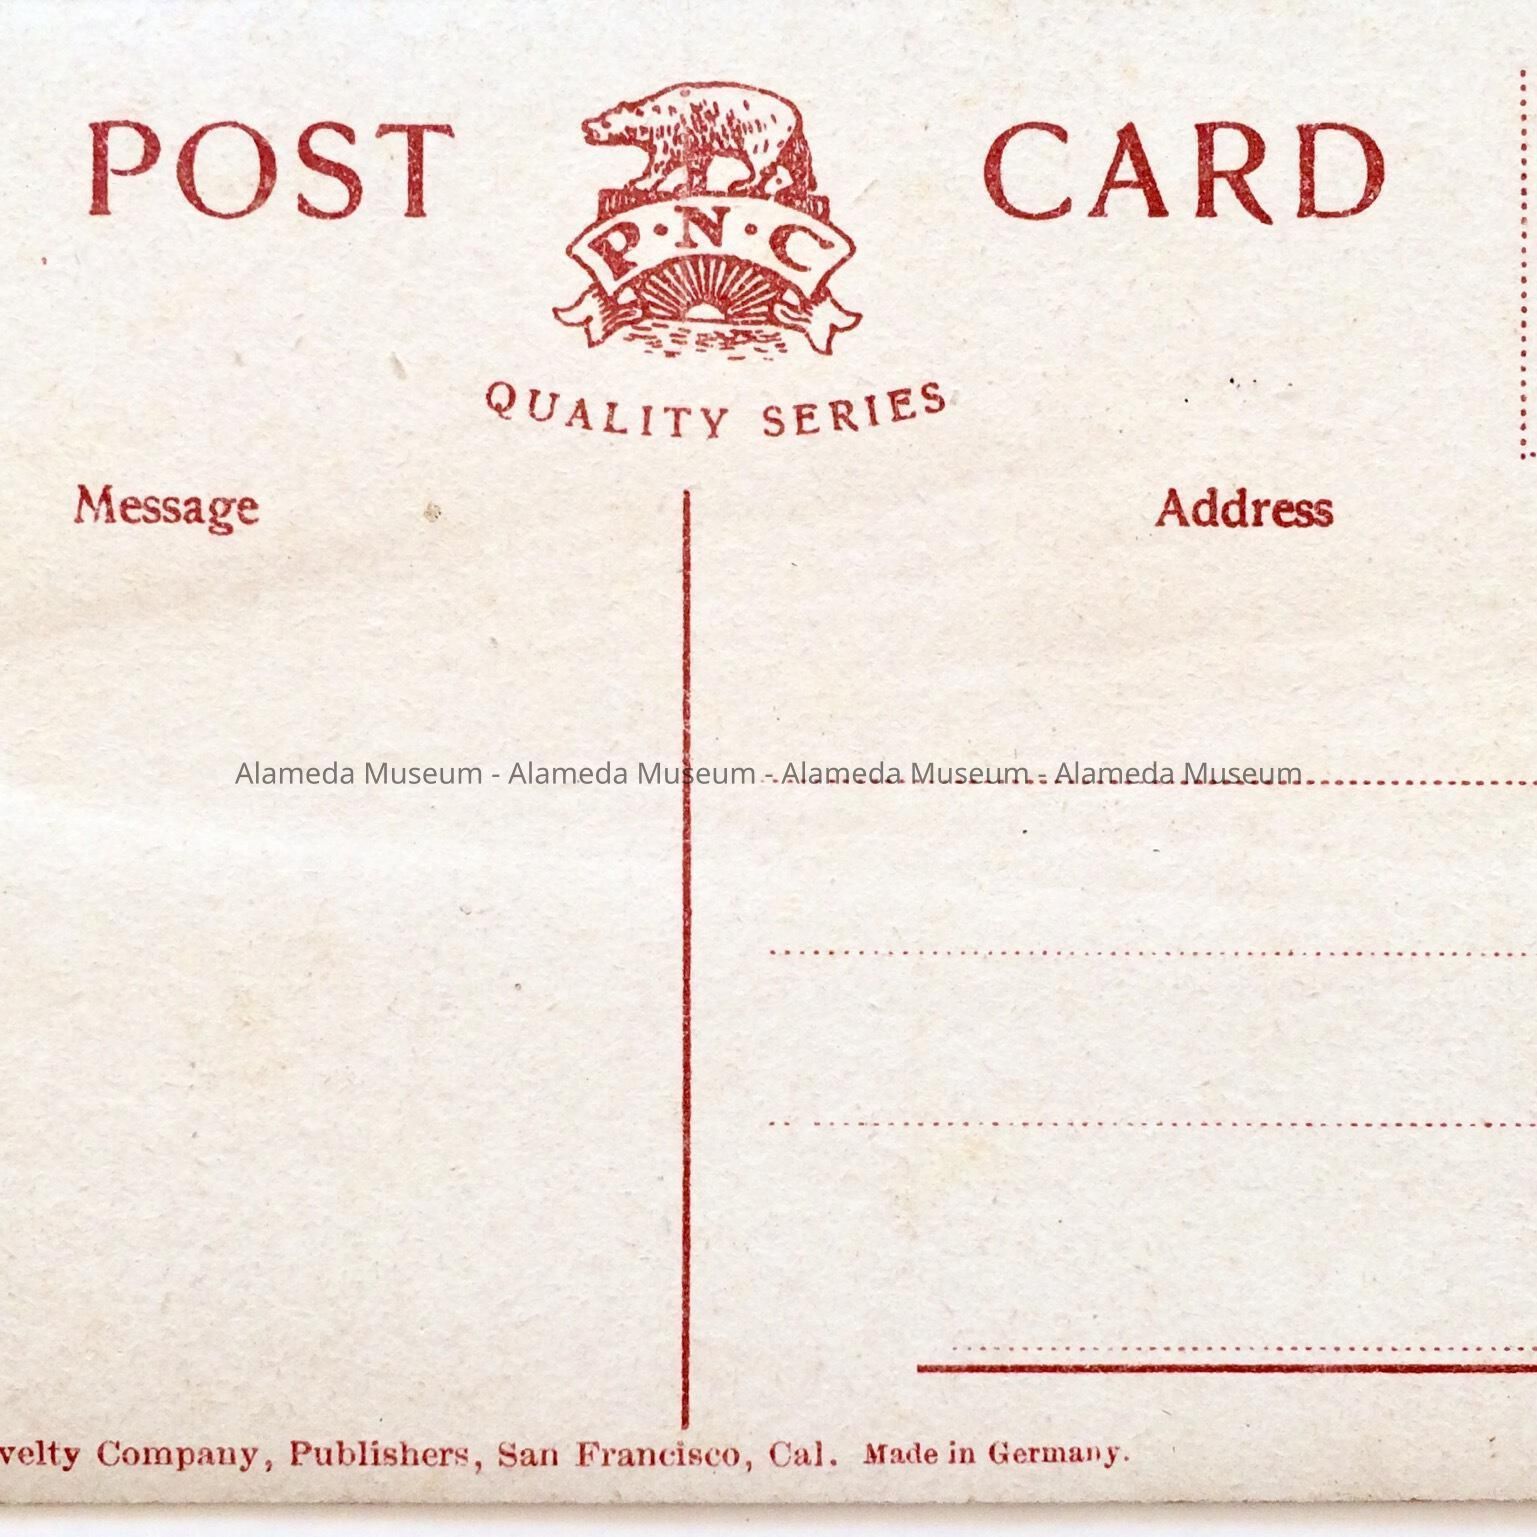 POST CARD
P·N·C
QUALITY SERIES
Message
Address
Alameda Museum - Alameda Museum - Alameda Museum - Alameda Museum
velty Company, Publishers, San Francisco, Cal. Made in Germany.